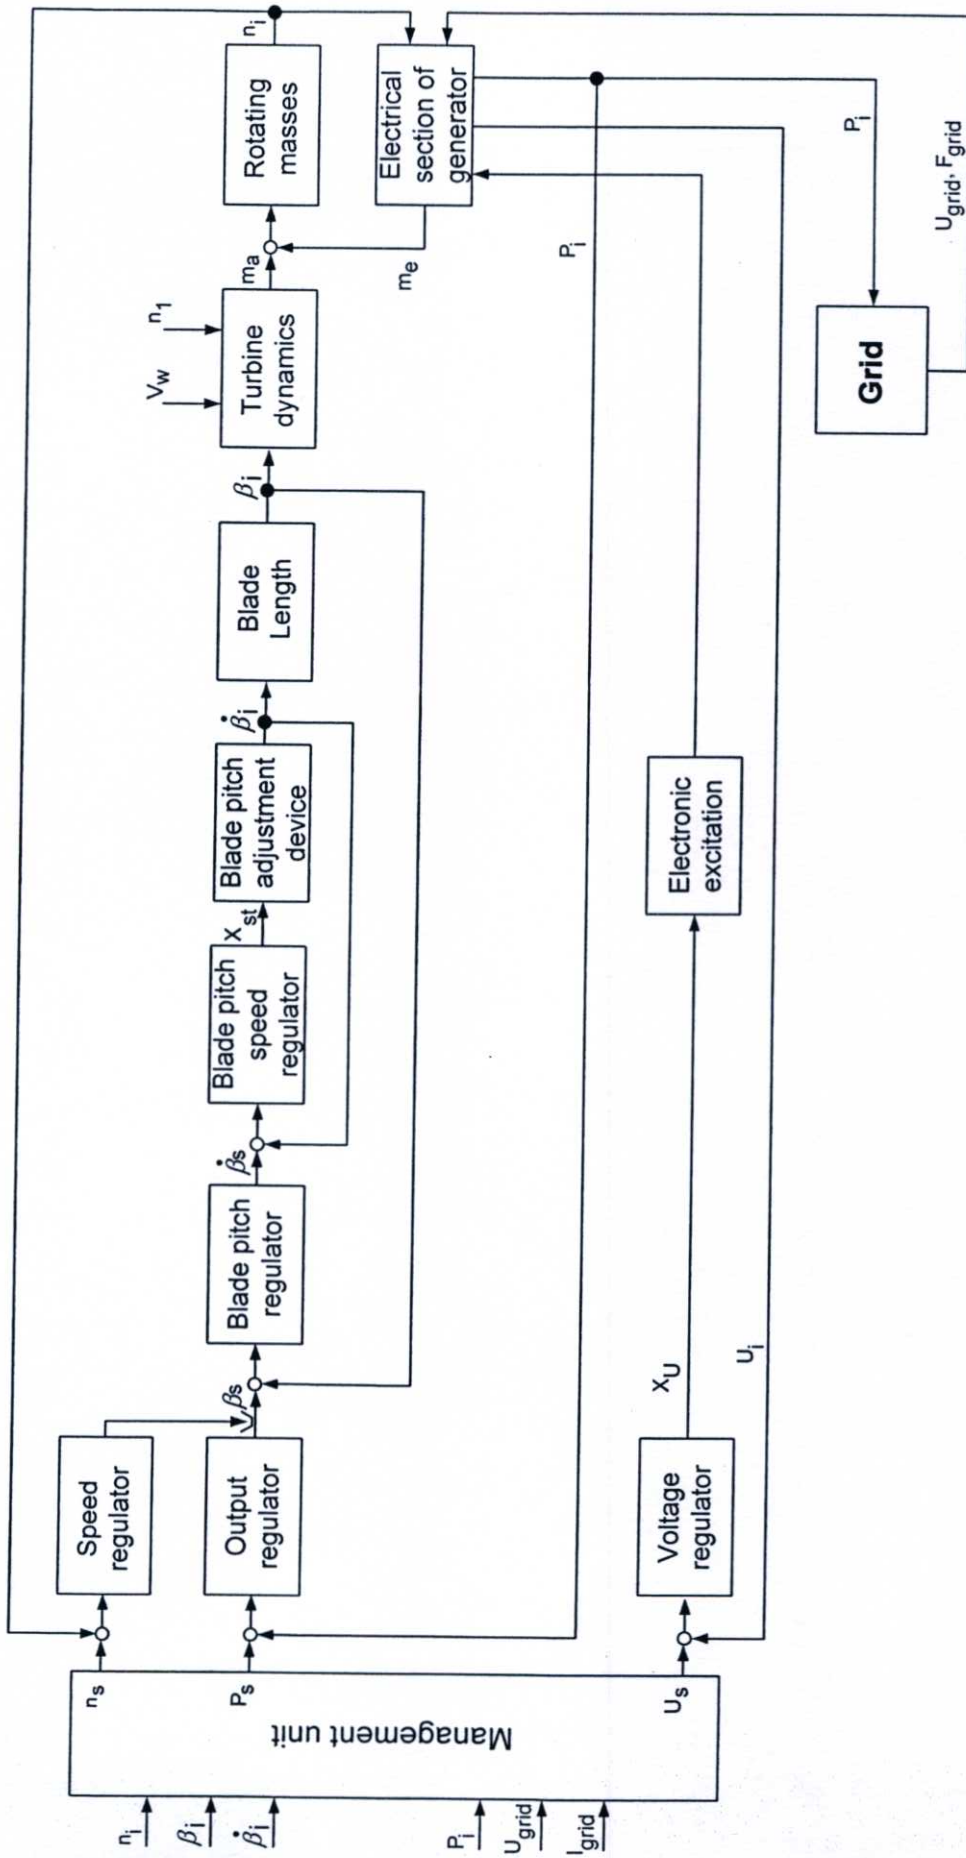 n_i
β_i
β̇_i
P_i
U_grid
I_grid
Management unit
n_s
P_s
U_s
Speed
regulator
Output
regulator
Voltage
regulator
β_s
Blade pitch
regulator
β̇_s
Blade pitch
speed
regulator
X_st
Blade pitch
adjustment
device
β̇_i
Blade
Length
β_i
V_w
n_1
Turbine
dynamics
m_a
m_e
Rotating
masses
n_i
Electrical
section of
generator
P_i
P_i
X_U
U_i
Electronic
excitation
Grid
U_grid, F_grid